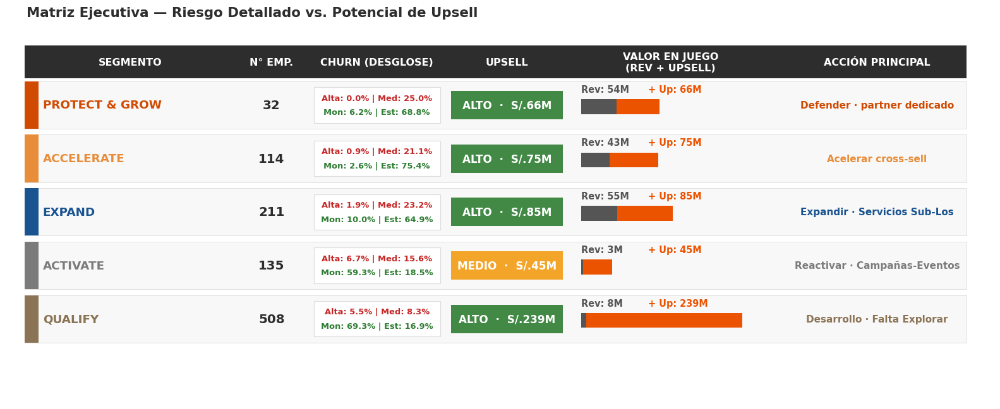 Matriz Ejecutiva — Riesgo Detallado vs. Potencial de Upsell
SEGMENTO
N° EMP.
CHURN (DESGLOSE)
UPSELL
VALOR EN JUEGO
(REV + UPSELL)
ACCIÓN PRINCIPAL
PROTECT & GROW
32
Alta: 0.0% | Med: 25.0%
Mon: 6.2% | Est: 68.8%
ALTO · S/.66M
Rev: 54M + Up: 66M
Defender · partner dedicado
ACCELERATE
114
Alta: 0.9% | Med: 21.1%
Mon: 2.6% | Est: 75.4%
ALTO · S/.75M
Rev: 43M + Up: 75M
Acelerar cross-sell
EXPAND
211
Alta: 1.9% | Med: 23.2%
Mon: 10.0% | Est: 64.9%
ALTO · S/.85M
Rev: 55M + Up: 85M
Expandir · Servicios Sub-Los
ACTIVATE
135
Alta: 6.7% | Med: 15.6%
Mon: 59.3% | Est: 18.5%
MEDIO · S/.45M
Rev: 3M + Up: 45M
Reactivar · Campañas-Eventos
QUALIFY
508
Alta: 5.5% | Med: 8.3%
Mon: 69.3% | Est: 16.9%
ALTO · S/.239M
Rev: 8M + Up: 239M
Desarrollo · Falta Explorar